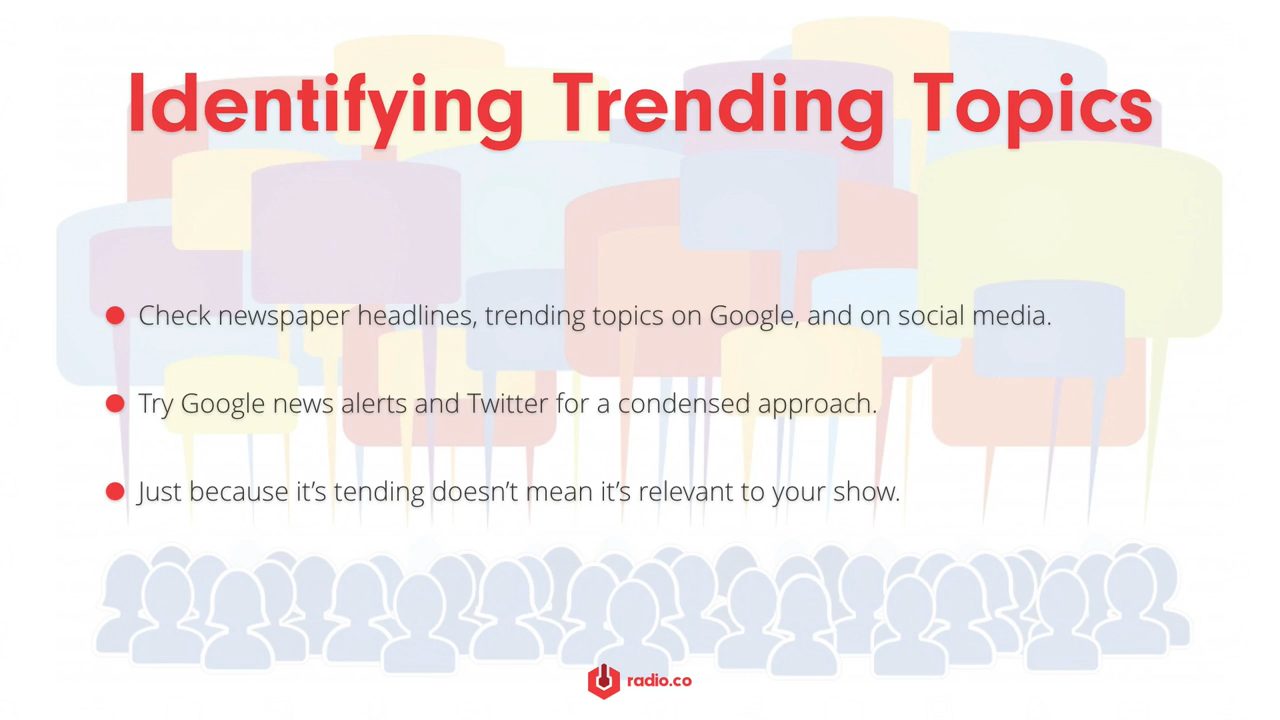 Identifying Trending Topics
Check newspaper headlines, trending topics on Google, and on social media.
Try Google news alerts and Twitter for a condensed approach.
Just because it’s tending doesn’t mean it’s relevant to your show.
radio.co